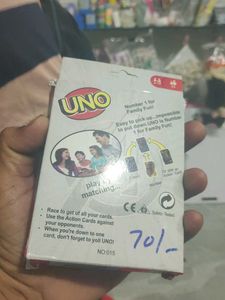 UNO
Number 1 for
Family Fun!
Easy to pick up...impossible
to put down UNO is Number
1 for Family Fun!
play by
matching...
Safety Tested
• Race to get of all your cards.
• Use the Action Cards against
your opponents.
• When you're down to one
card, don't forget to yell UNO!
NO:015
70/-